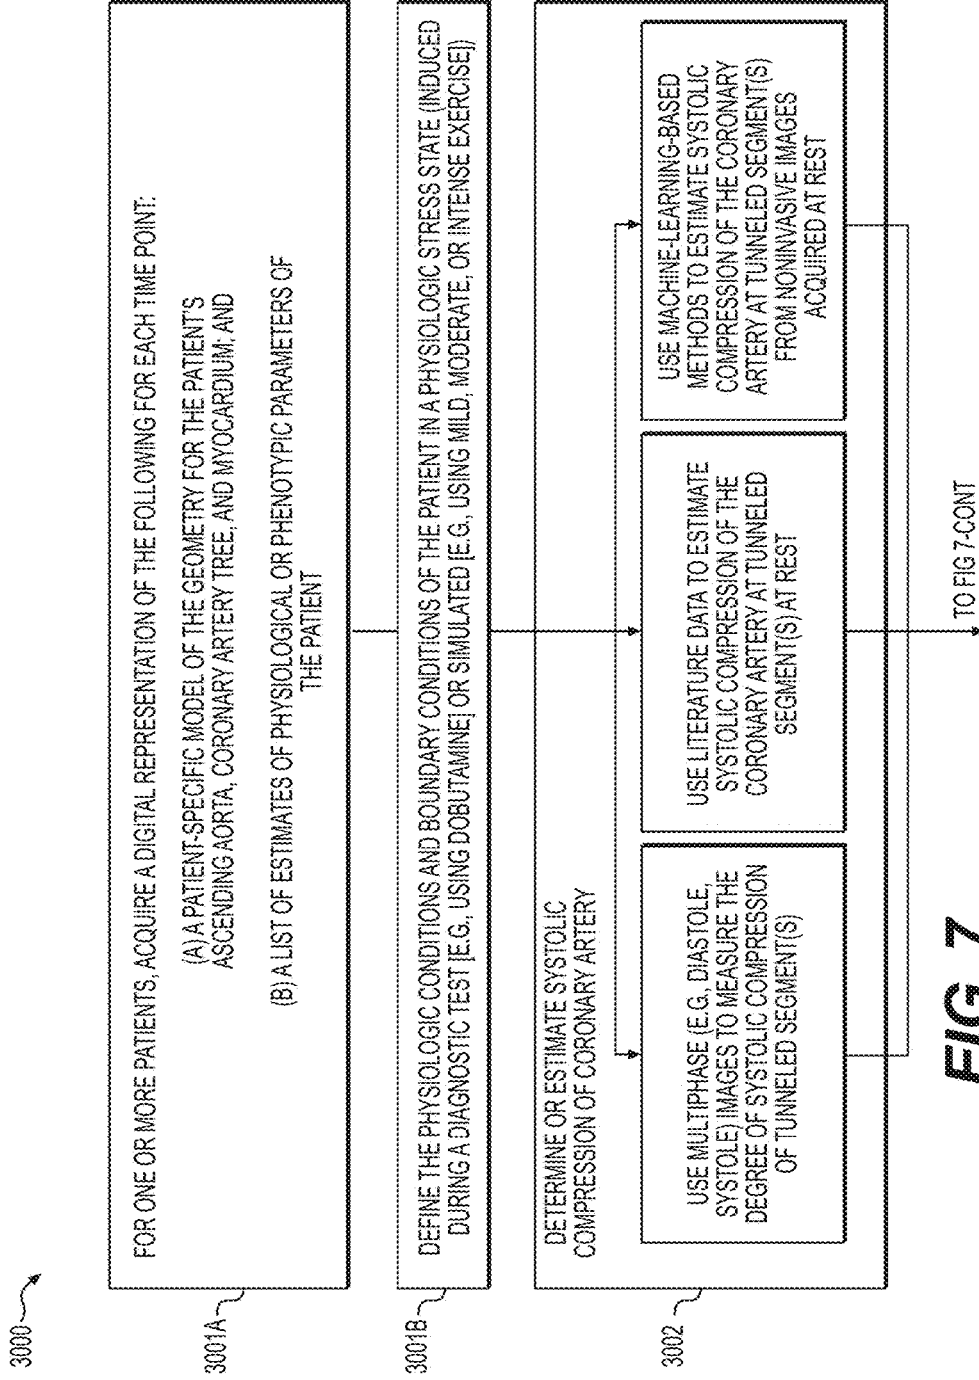 3000
3001A
FOR ONE OR MORE PATIENTS, ACQUIRE A DIGITAL REPRESENTATION OF THE FOLLOWING FOR EACH TIME POINT:
(A) A PATIENT-SPECIFIC MODEL OF THE GEOMETRY FOR THE PATIENT'S
ASCENDING AORTA, CORONARY ARTERY TREE, AND MYOCARDIUM; AND
(B) A LIST OF ESTIMATES OF PHYSIOLOGICAL OR PHENOTYPIC PARAMETERS OF
THE PATIENT
3001B
DEFINE THE PHYSIOLOGIC CONDITIONS AND BOUNDARY CONDITIONS OF THE PATIENT IN A PHYSIOLOGIC STRESS STATE (INDUCED
DURING A DIAGNOSTIC TEST [E.G., USING DOBUTAMINE] OR SIMULATED [E.G., USING MILD, MODERATE, OR INTENSE EXERCISE])
3002
DETERMINE OR ESTIMATE SYSTOLIC
COMPRESSION OF CORONARY ARTERY
USE MULTIPHASE (E.G., DIASTOLE,
SYSTOLE) IMAGES TO MEASURE THE
DEGREE OF SYSTOLIC COMPRESSION
OF TUNNELED SEGMENT(S)
USE LITERATURE DATA TO ESTIMATE
SYSTOLIC COMPRESSION OF THE
CORONARY ARTERY AT TUNNELED
SEGMENT(S) AT REST
USE MACHINE-LEARNING-BASED
METHODS TO ESTIMATE SYSTOLIC
COMPRESSION OF THE CORONARY
ARTERY AT TUNNELED SEGMENT(S)
FROM NONINVASIVE IMAGES
ACQUIRED AT REST
TO FIG 7-CONT
FIG. 7